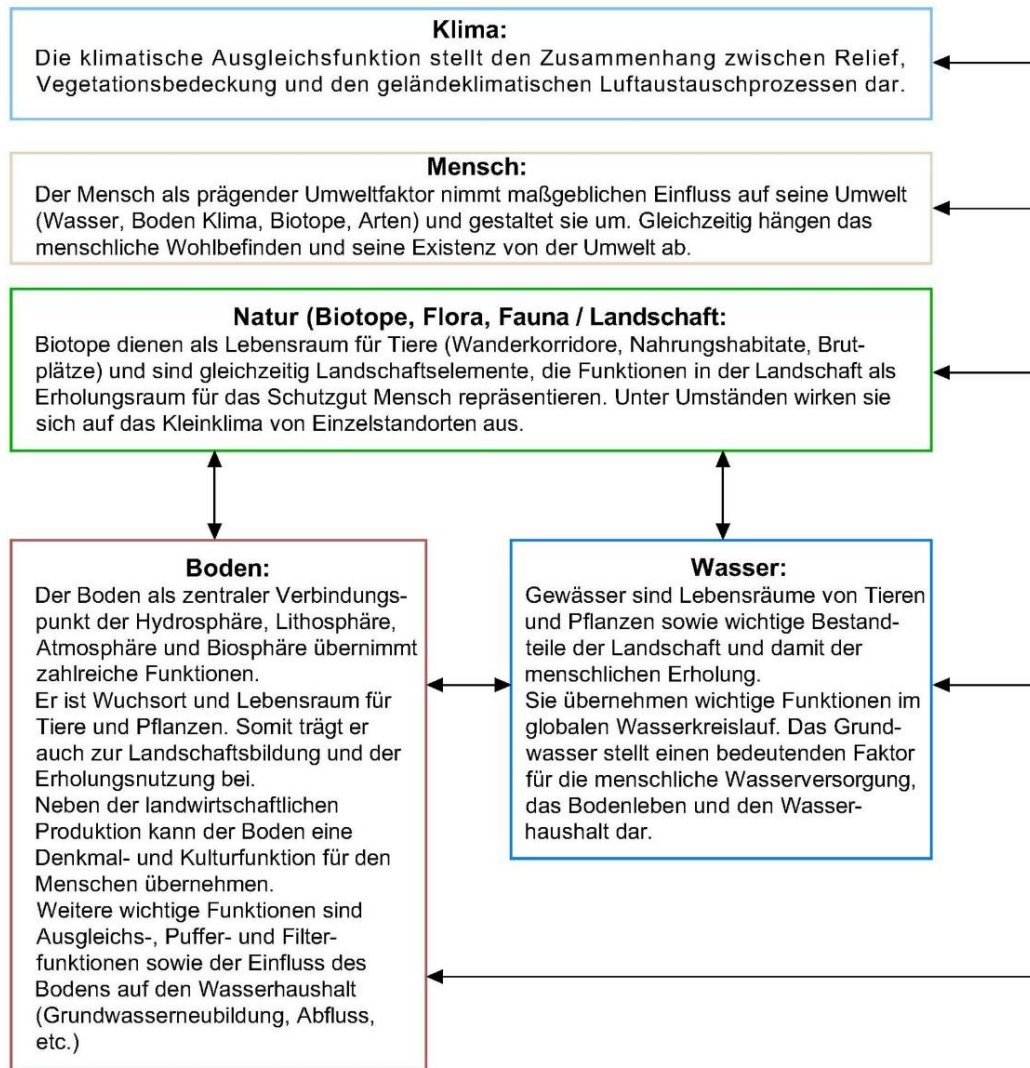 Klima:
Die klimatische Ausgleichsfunktion stellt den Zusammenhang zwischen Relief,
Vegetationsbedeckung und den geländeklimatischen Luftaustauschprozessen dar.
Mensch:
Der Mensch als prägender Umweltfaktor nimmt maßgeblichen Einfluss auf seine Umwelt
(Wasser, Boden Klima, Biotope, Arten) und gestaltet sie um. Gleichzeitig hängen das
menschliche Wohlbefinden und seine Existenz von der Umwelt ab.
Natur (Biotope, Flora, Fauna / Landschaft:
Biotope dienen als Lebensraum für Tiere (Wanderkorridore, Nahrungshabitate, Brut-
plätze) und sind gleichzeitig Landschaftselemente, die Funktionen in der Landschaft als
Erholungsraum für das Schutzgut Mensch repräsentieren. Unter Umständen wirken sie
sich auf das Kleinklima von Einzelstandorten aus.
Boden:
Der Boden als zentraler Verbindungs-
punkt der Hydrosphäre, Lithosphäre,
Atmosphäre und Biosphäre übernimmt
zahlreiche Funktionen.
Er ist Wuchsort und Lebensraum für
Tiere und Pflanzen. Somit trägt er
auch zur Landschaftsbildung und der
Erholungsnutzung bei.
Neben der landwirtschaftlichen
Produktion kann der Boden eine
Denkmal- und Kulturfunktion für den
Menschen übernehmen.
Weitere wichtige Funktionen sind
Ausgleichs-, Puffer- und Filter-
funktionen sowie der Einfluss des
Bodens auf den Wasserhaushalt
(Grundwasserneubildung, Abfluss,
etc.)
Wasser:
Gewässer sind Lebensräume von Tieren
und Pflanzen sowie wichtige Bestand-
teile der Landschaft und damit der
menschlichen Erholung.
Sie übernehmen wichtige Funktionen im
globalen Wasserkreislauf. Das Grund-
wasser stellt einen bedeutenden Faktor
für die menschliche Wasserversorgung,
das Bodenleben und den Wasser-
haushalt dar.